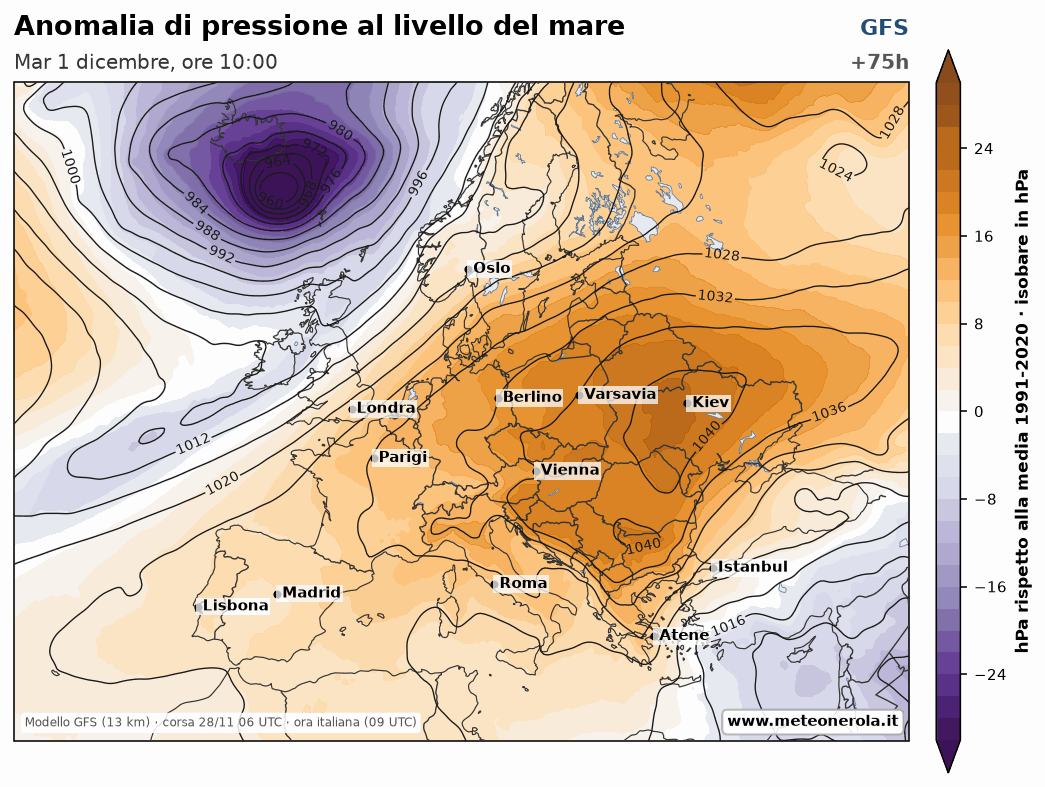 Anomalia di pressione al livello del mare
GFS
Mar 1 dicembre, ore 10:00
+75h
980
972
964
976
960
1000
996
984
988
992
1028
1024
1028
1032
Oslo
24
16
8
0
−8
−16
−24
hPa rispetto alla media 1991-2020 · isobare in hPa
Londra
Berlino
Varsavia
Kiev
1036
1040
1012
Parigi
Vienna
1020
1040
Istanbul
Roma
Madrid
Lisbona
1016
Atene
Modello GFS (13 km) · corsa 28/11 06 UTC · ora italiana (09 UTC)
www.meteonerola.it